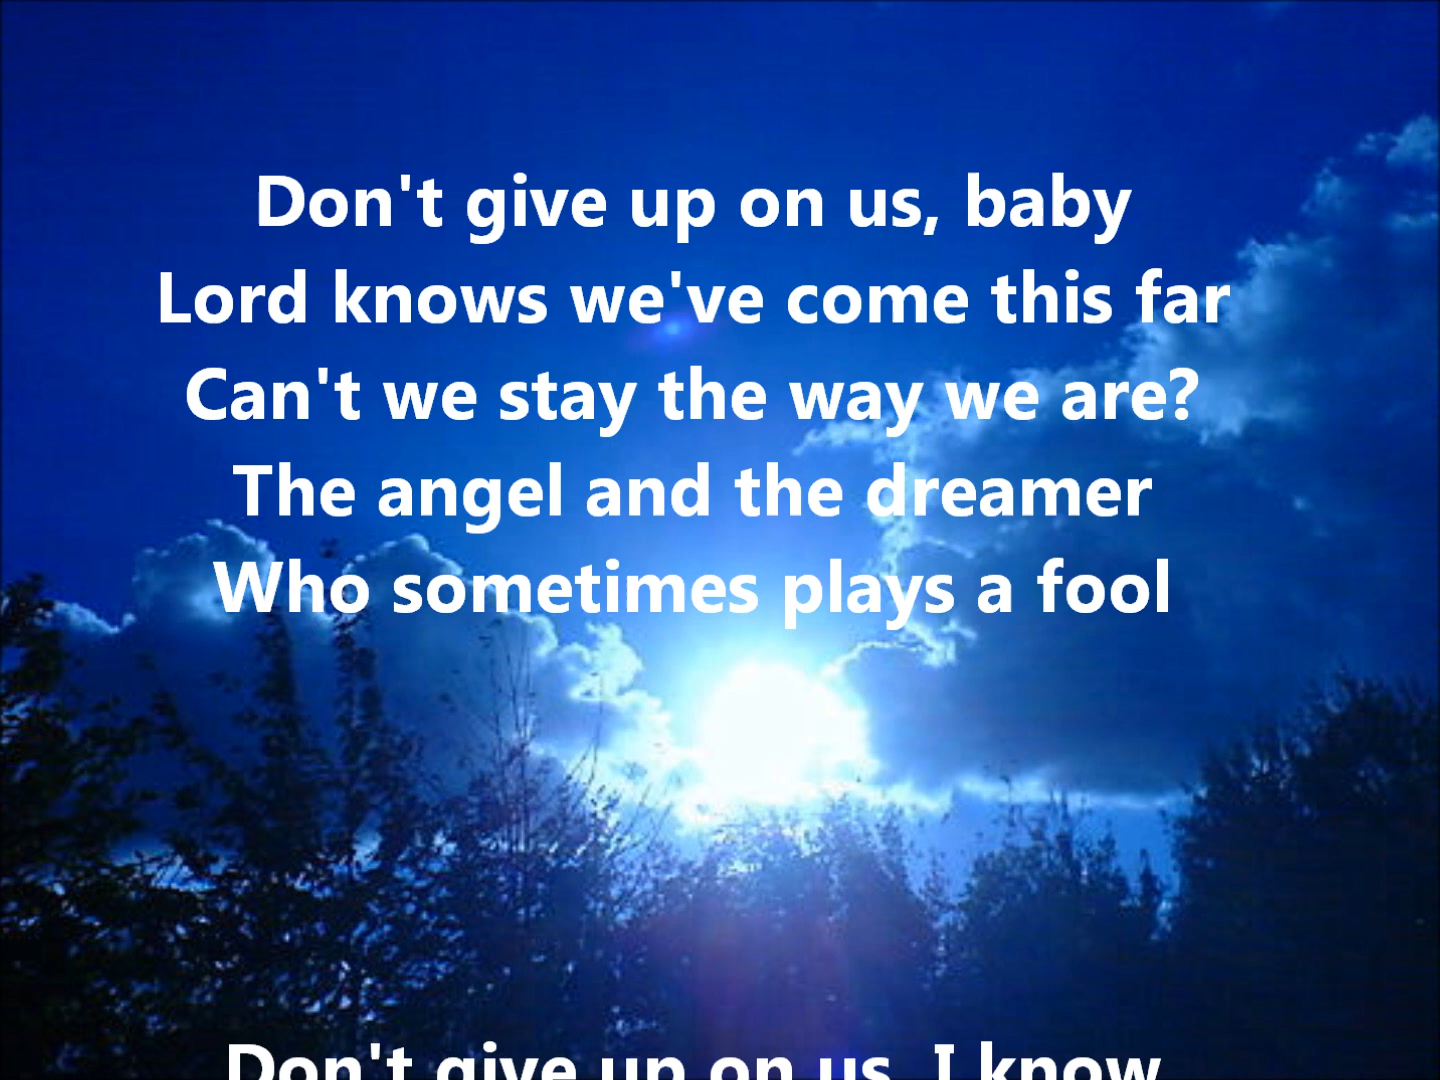 Don't give up on us, baby
Lord knows we've come this far
Can't we stay the way we are?
The angel and the dreamer
Who sometimes plays a fool
Don't give up on us, I know